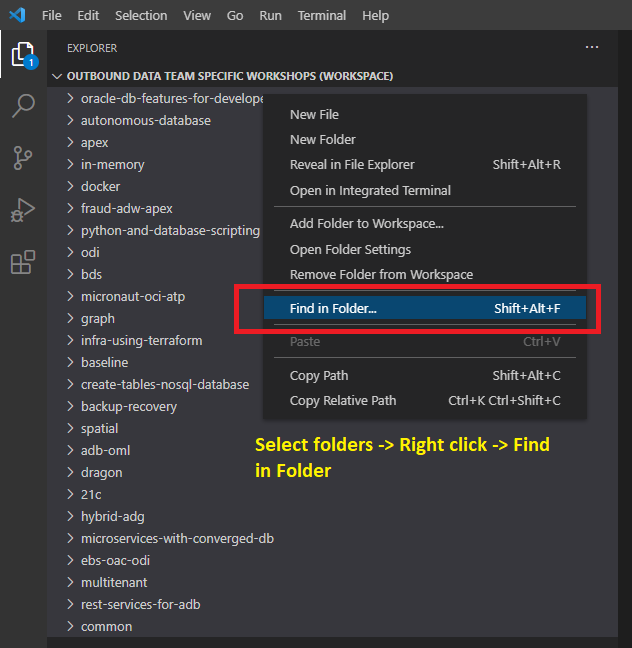 File Edit Selection View Go Run Terminal Help
EXPLORER ...
1
OUTBOUND DATA TEAM SPECIFIC WORKSHOPS (WORKSPACE)
oracle-db-features-for-develope
autonomous-database
apex
in-memory
docker
fraud-adw-apex
python-and-database-scripting
odi
bds
micronaut-oci-atp
graph
infra-using-terraform
baseline
create-tables-nosql-database
backup-recovery
spatial
adb-oml
dragon
21c
hybrid-adg
microservices-with-converged-db
ebs-oac-odi
multitenant
rest-services-for-adb
common
New File
New Folder
Reveal in File Explorer Shift+Alt+R
Open in Integrated Terminal
Add Folder to Workspace...
Open Folder Settings
Remove Folder from Workspace
Find in Folder... Shift+Alt+F
Paste Ctrl+V
Copy Path Shift+Alt+C
Copy Relative Path Ctrl+K Ctrl+Shift+C
Select folders -> Right click -> Find
in Folder